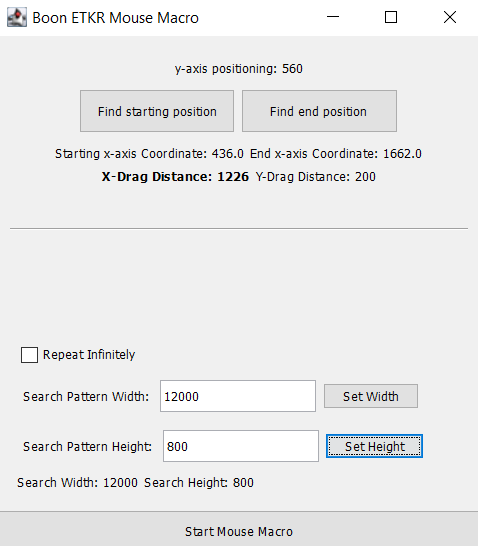 Boon ETKR Mouse Macro
y-axis positioning: 560
Find starting position Find end position
Starting x-axis Coordinate: 436.0 End x-axis Coordinate: 1662.0
X-Drag Distance: 1226 Y-Drag Distance: 200
Repeat Infinitely
Search Pattern Width: 12000 Set Width
Search Pattern Height: 800 Set Height
Search Width: 12000 Search Height: 800
Start Mouse Macro